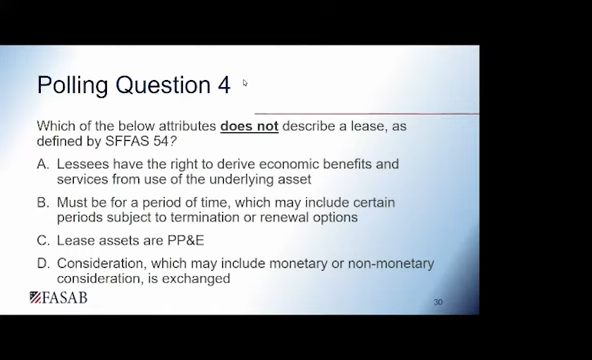 Polling Question 4
Which of the below attributes does not describe a lease, as
defined by SFFAS 54?
A. Lessees have the right to derive economic benefits and
services from use of the underlying asset
B. Must be for a period of time, which may include certain
periods subject to termination or renewal options
C. Lease assets are PP&E
D. Consideration, which may include monetary or non-monetary
consideration, is exchanged
FASAB
30